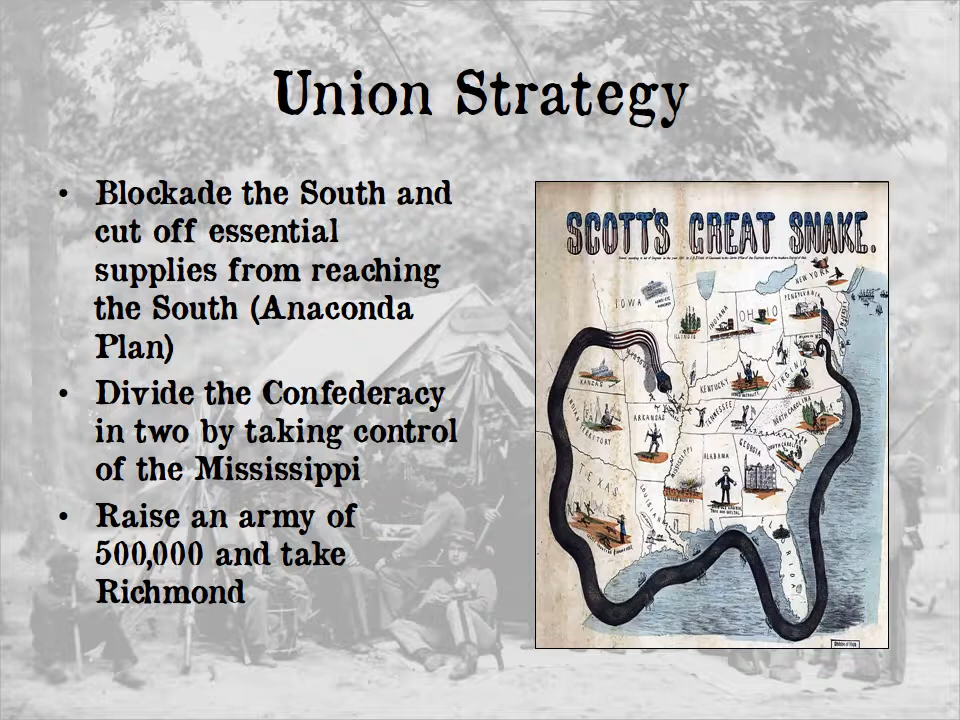 Union Strategy
• Blockade the South and
cut off essential
supplies from reaching
the South (Anaconda
Plan)
• Divide the Confederacy
in two by taking control
of the Mississippi
• Raise an army of
500,000 and take
Richmond
SCOTT'S GREAT SNAKE.
NEW YORK
IOWA
PENSYLVANIA
OHIO
INDIANA
ILLINOIS
VIRGINIA
KANZAS
KENTUCKY
NORTH CAROLINA
TENNESSEE
INDIAN TERRITORY
ARKANSAS
SOUTH CAROLINA
GEORGIA
ALABAMA
MISSISSIPPI
TEXAS
LOUISIANA
FLORIDA